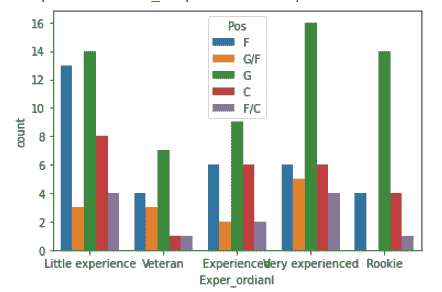 Pos
F
G/F
G
C
F/C
16
14
12
10
8
6
4
2
0
count
Little experience Veteran Experienced Very experienced Rookie
Exper_ordianl